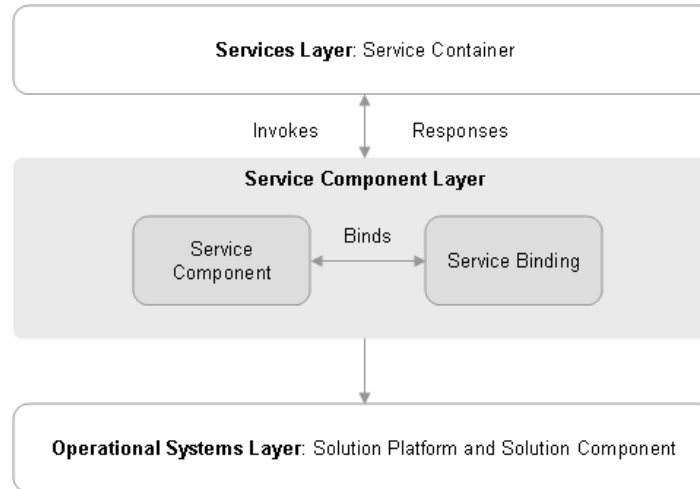 Services Layer: Service Container
Invokes Responses
Service Component Layer
Service
Component
Binds
Service Binding
Operational Systems Layer: Solution Platform and Solution Component